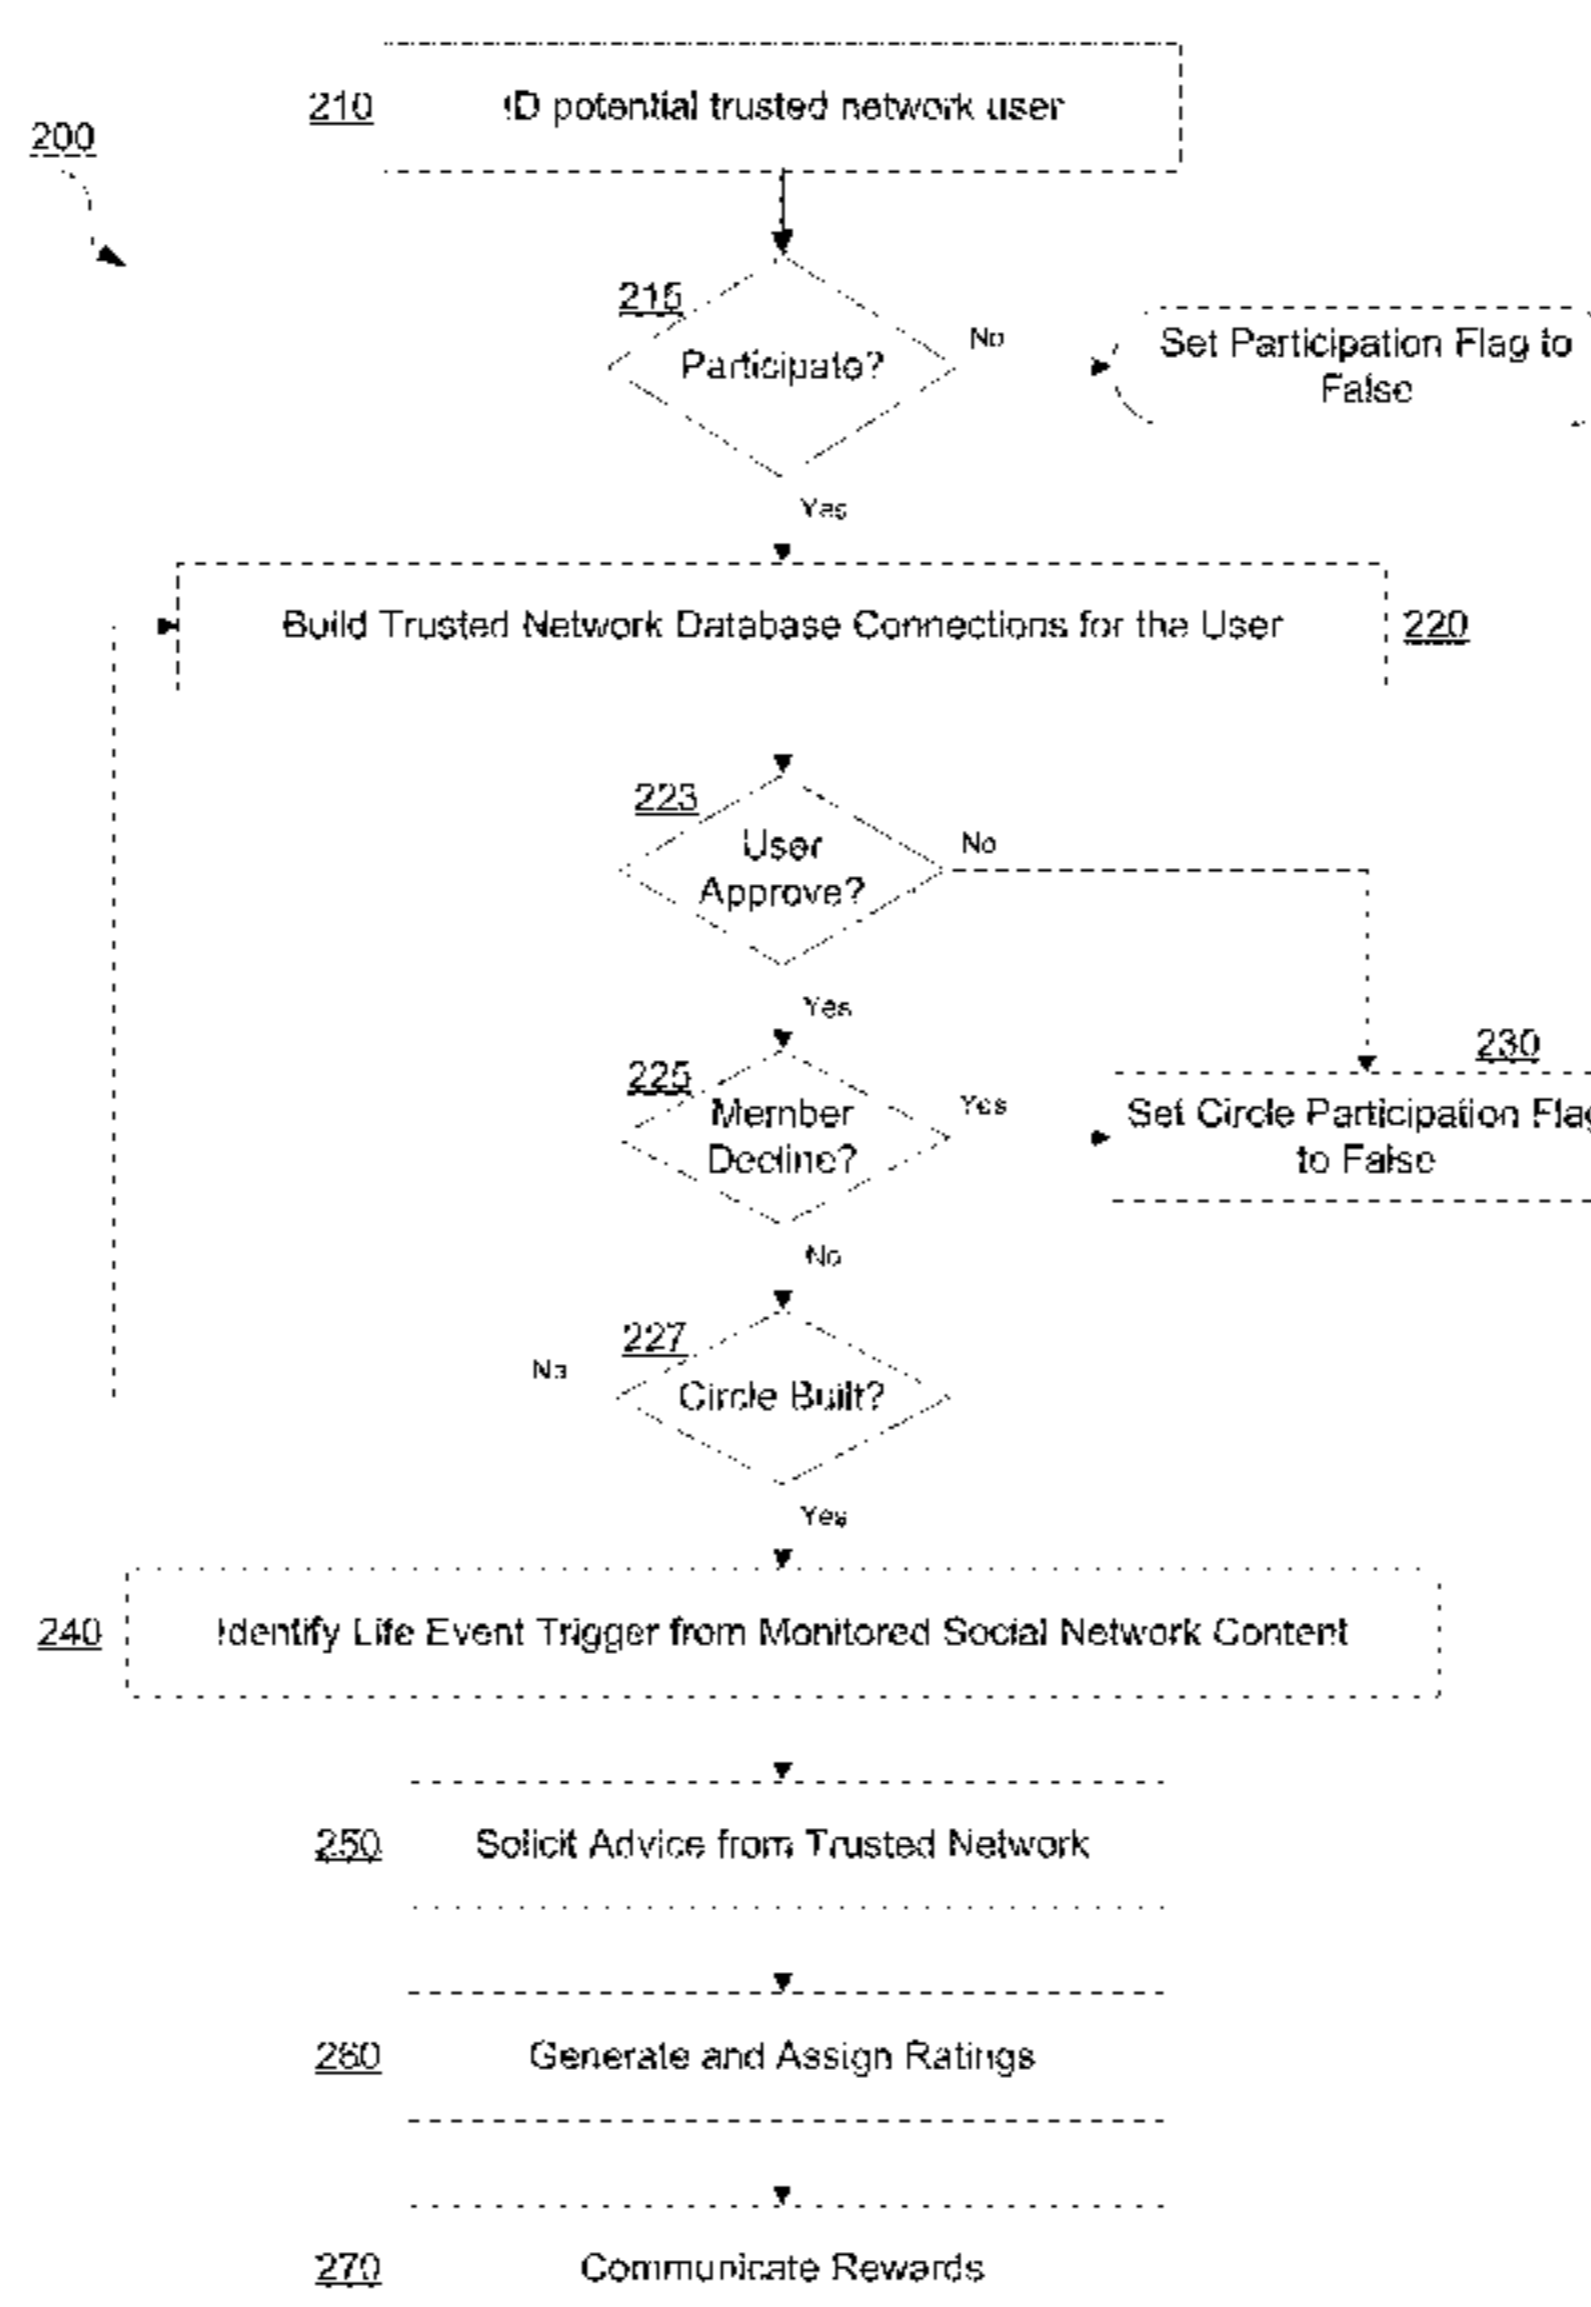 210 ID potential trusted network user
200
215
Participate?
No
Set Participation Flag to
False
Yes
Build Trusted Network Database Connections for the User 220
223
User
Approve?
No
Yes
230
225
Member
Decline?
Yes
Set Circle Participation Flag
to False
No
227
No
Circle Built?
Yes
240 Identify Life Event Trigger from Monitored Social Network Content
250 Solicit Advice from Trusted Network
260 Generate and Assign Ratings
270 Communicate Rewards